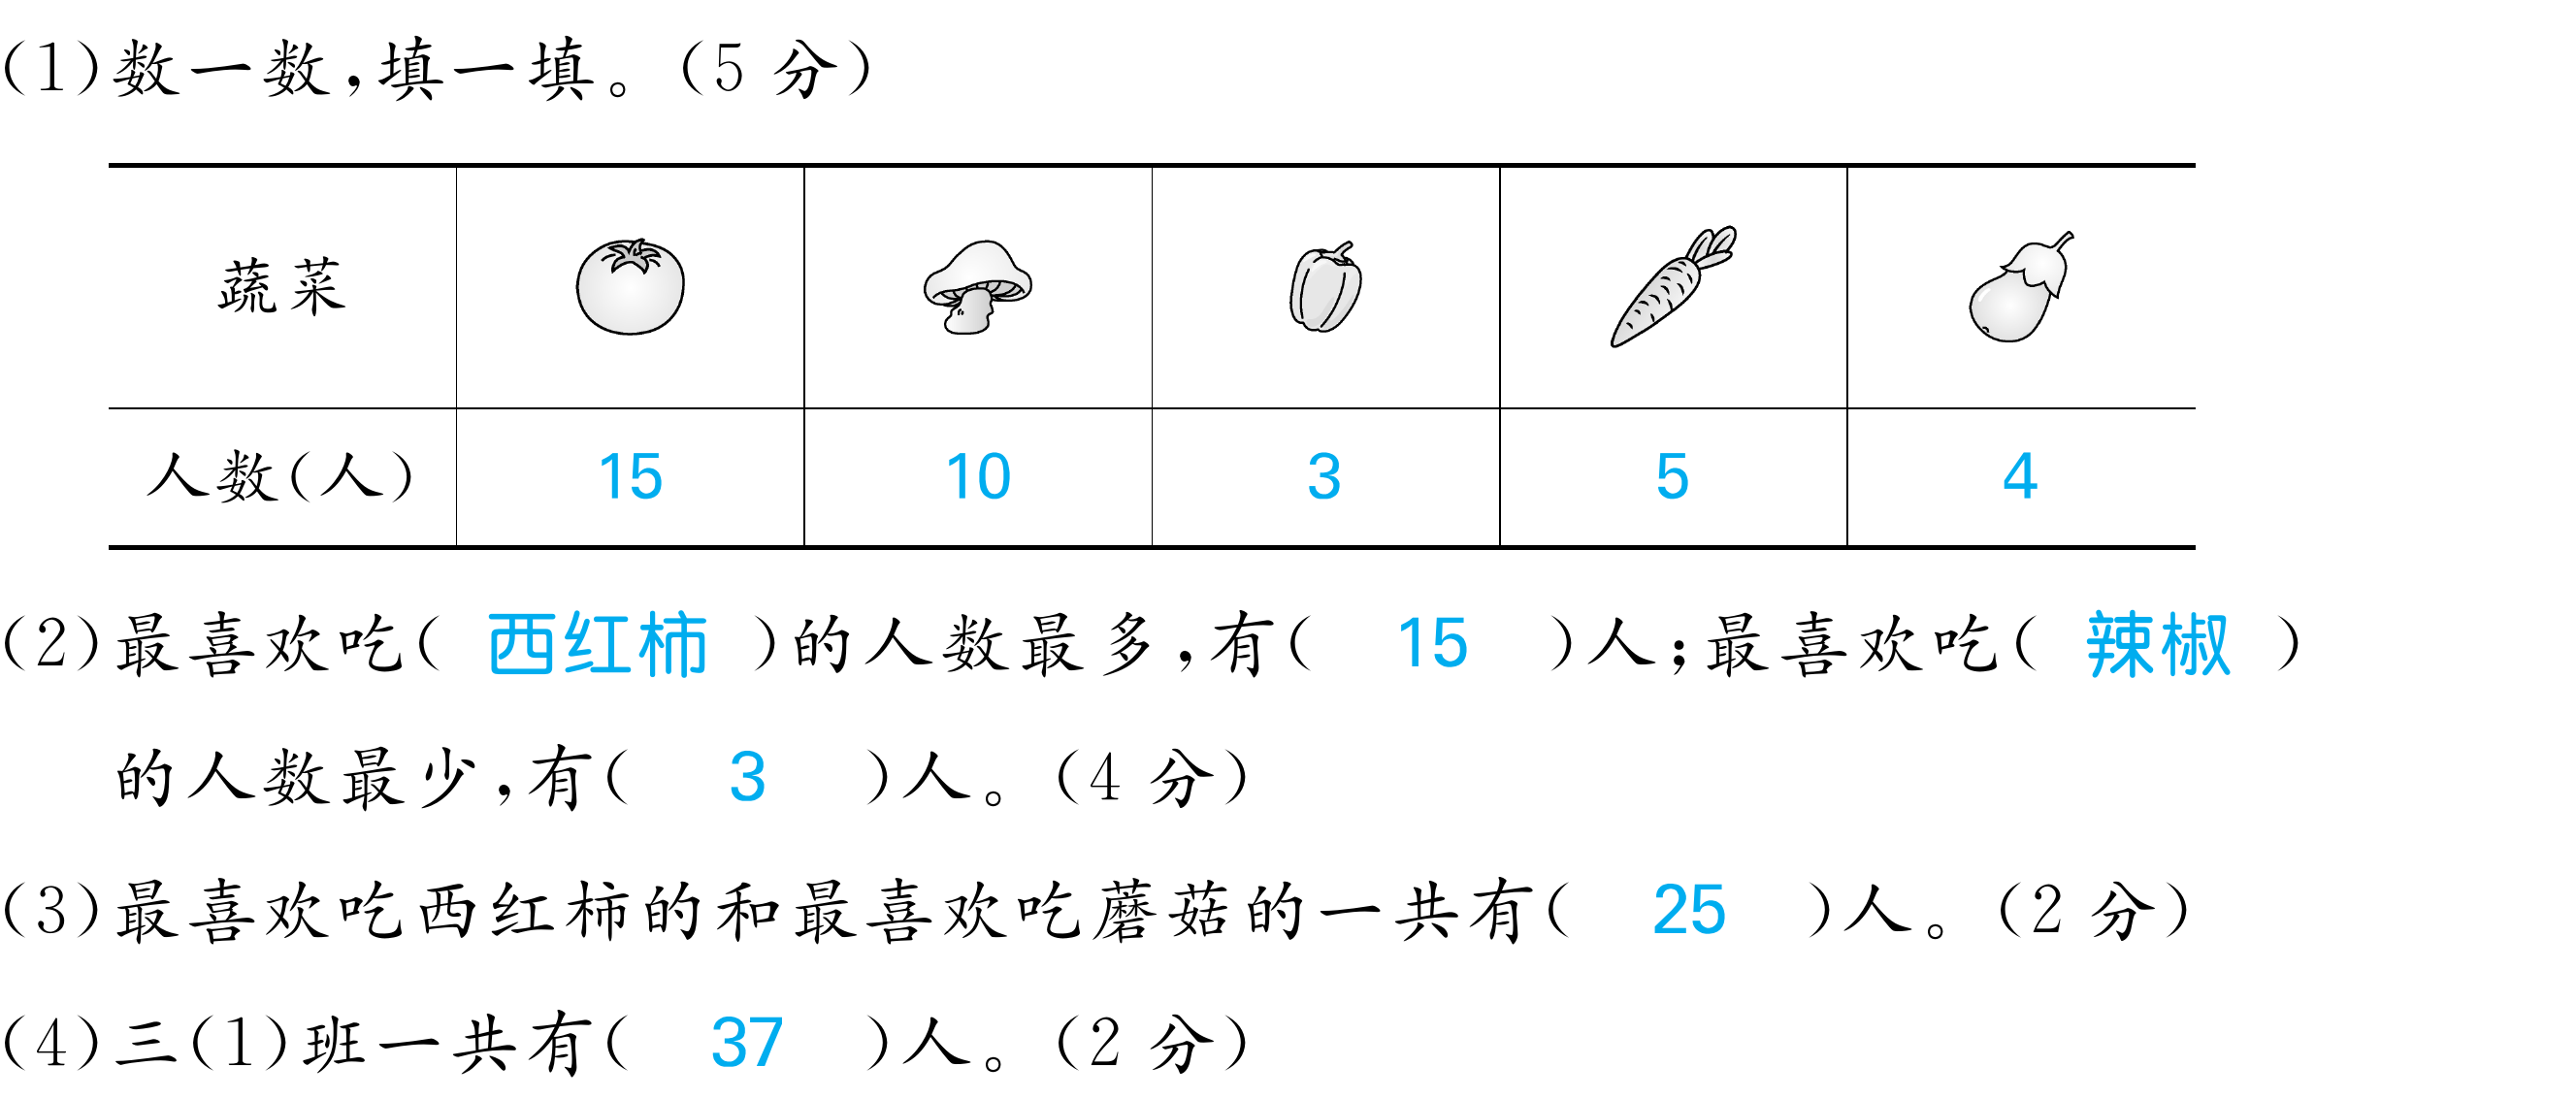 (1)数一数,填一填。(5 分)
蔬菜
人数(人) 15 10 3 5 4
(2)最喜欢吃( 西红柿 )的人数最多,有( 15 )人;最喜欢吃( 辣椒 )
的人数最少,有( 3 )人。(4 分)
(3)最喜欢吃西红柿的和最喜欢吃蘑菇的一共有( 25 )人。(2 分)
(4)三(1)班一共有( 37 )人。(2 分)